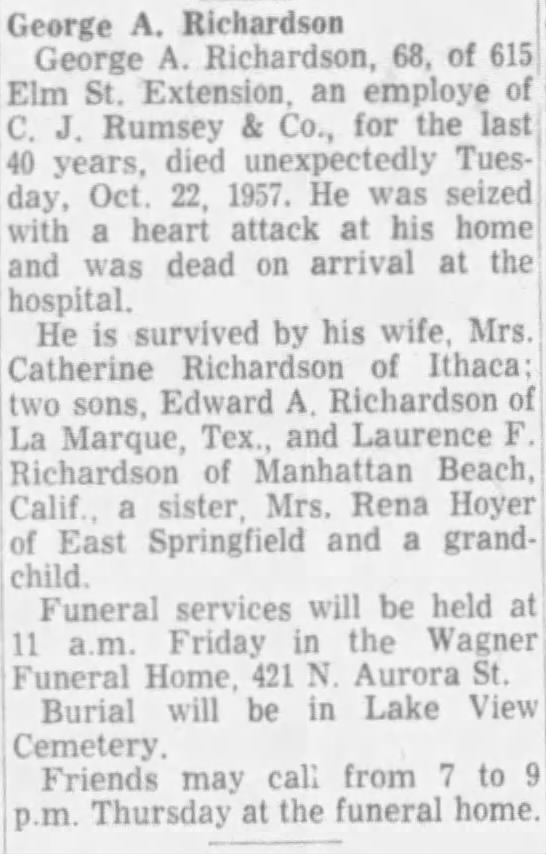 George A. Richardson
George A. Richardson, 68, of 615
Elm St. Extension, an employe of
C. J. Rumsey & Co., for the last
40 years, died unexpectedly Tues-
day, Oct. 22, 1957. He was seized
with a heart attack at his home
and was dead on arrival at the
hospital.
He is survived by his wife, Mrs.
Catherine Richardson of Ithaca;
two sons, Edward A. Richardson of
La Marque, Tex., and Laurence F.
Richardson of Manhattan Beach,
Calif., a sister, Mrs. Rena Hoyer
of East Springfield and a grand-
child.
Funeral services will be held at
11 a.m. Friday in the Wagner
Funeral Home, 421 N. Aurora St.
Burial will be in Lake View
Cemetery.
Friends may call from 7 to 9
p.m. Thursday at the funeral home.